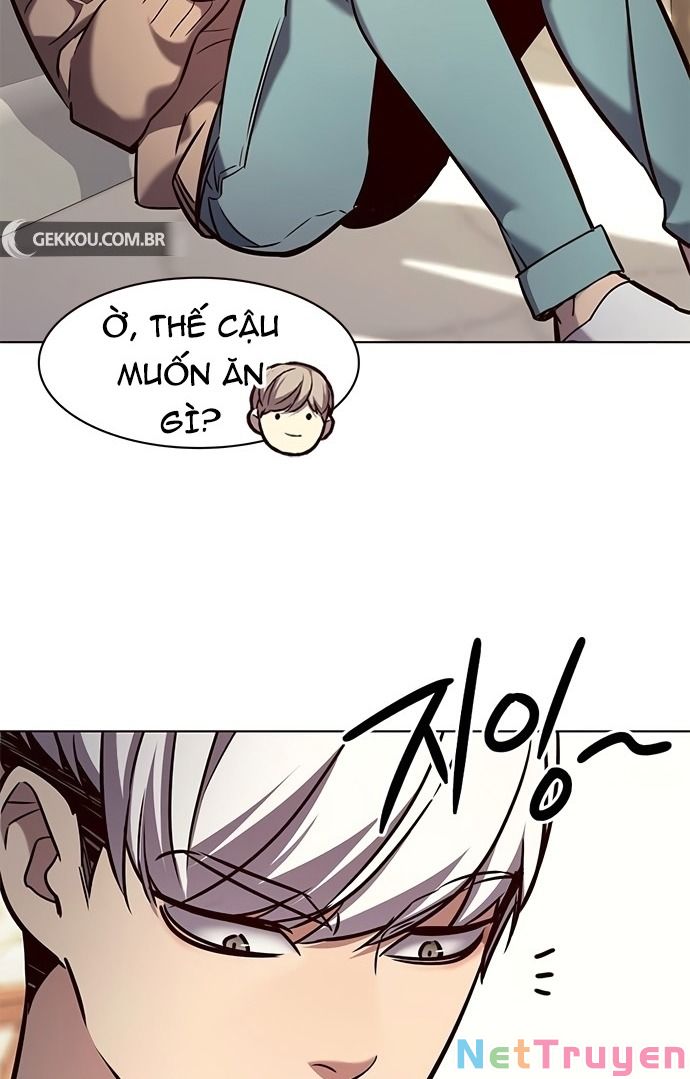 GEKKOU.COM.BR
Ờ, THẾ CẬU
MUỐN ĂN
GÌ?
지잉~
NetTruyen